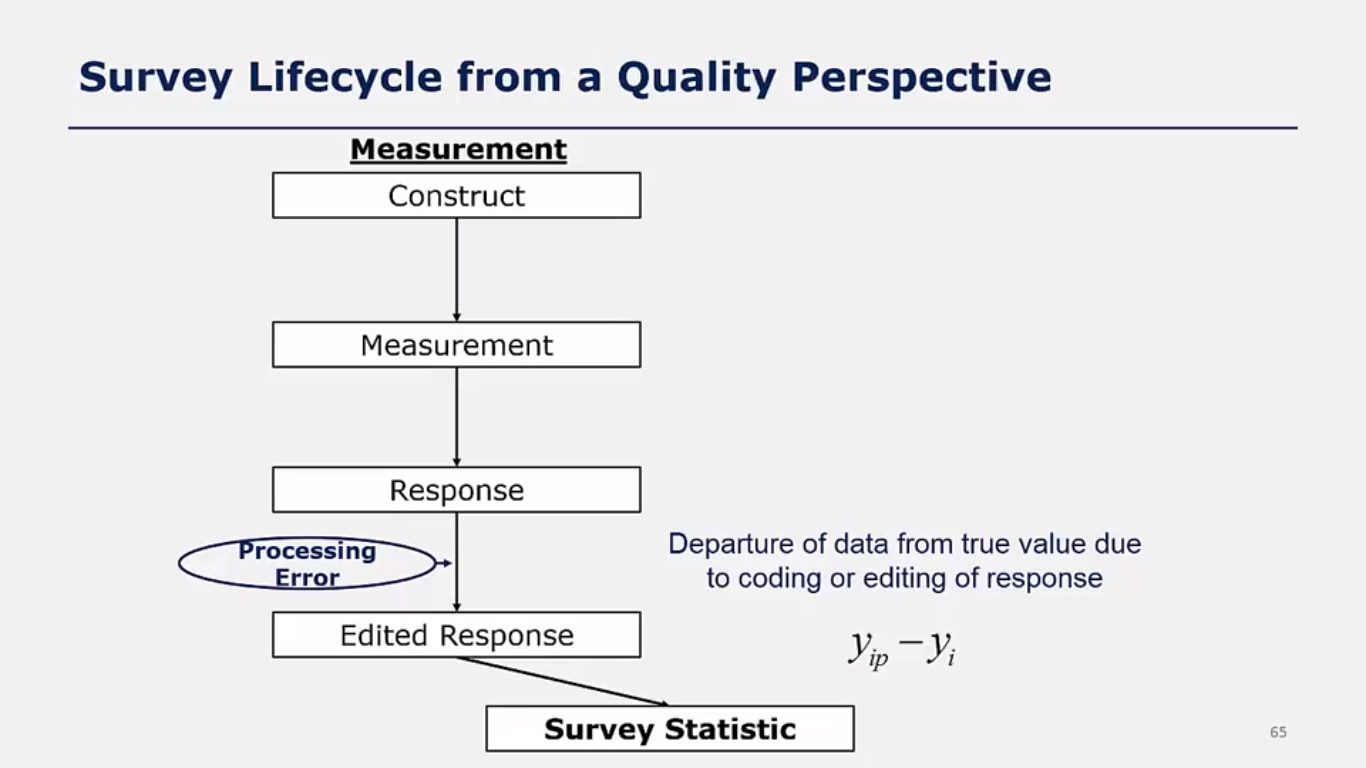 Survey Lifecycle from a Quality Perspective
Measurement
Construct
Measurement
Response
Processing
Error
Departure of data from true value due
to coding or editing of response
Edited Response
y_{ip} − y_i
Survey Statistic
65